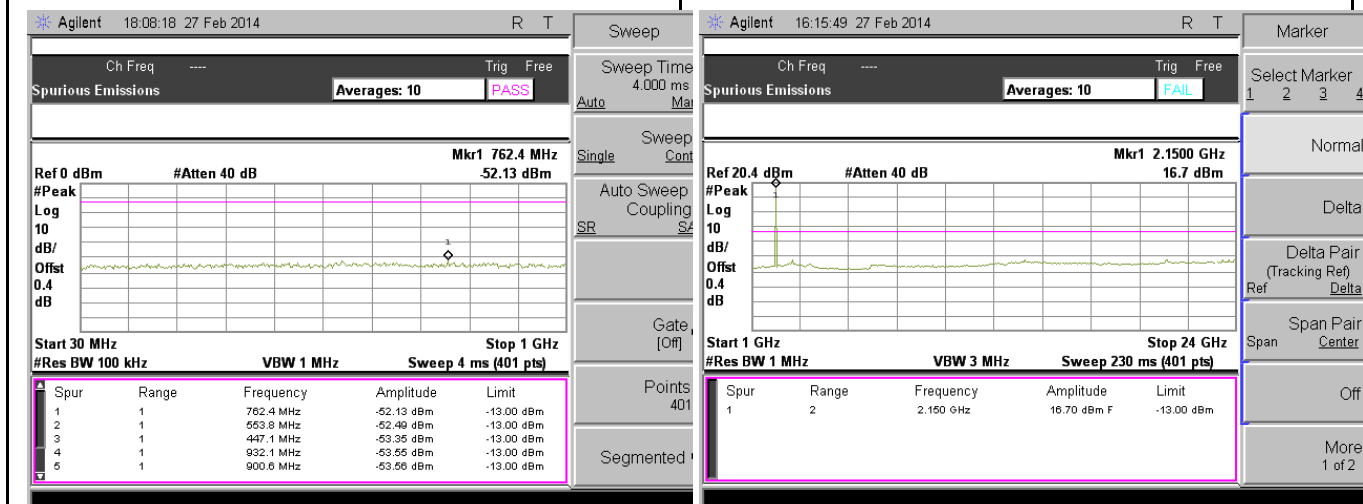 Agilent 18:08:18 27 Feb 2014 R T
Ch Freq ---- Trig Free
Spurious Emissions Averages: 10 PASS
Mkr1 762.4 MHz
Ref 0 dBm #Atten 40 dB -52.13 dBm
#Peak
Log
10
dB/
Offst
0.4
dB
1
Start 30 MHz Stop 1 GHz
#Res BW 100 kHz VBW 1 MHz Sweep 4 ms (401 pts)
Spur Range Frequency Amplitude Limit
1 1 762.4 MHz -52.13 dBm -13.00 dBm
2 1 553.8 MHz -52.49 dBm -13.00 dBm
3 1 447.1 MHz -53.35 dBm -13.00 dBm
4 1 932.1 MHz -53.55 dBm -13.00 dBm
5 1 900.6 MHz -53.56 dBm -13.00 dBm
Sweep
Sweep Time
4.000 ms
Auto Mar
Sweep
Single Cont
Auto Sweep
Coupling
SR SA
Gate
[Off]
Points
401
Segmented
Agilent 16:15:49 27 Feb 2014 R T
Ch Freq ---- Trig Free
Spurious Emissions Averages: 10 FAIL
Mkr1 2.1500 GHz
Ref 20.4 dBm #Atten 40 dB 16.7 dBm
#Peak
Log
10
dB/
Offst
0.4
dB
1
Start 1 GHz Stop 24 GHz
#Res BW 1 MHz VBW 3 MHz Sweep 230 ms (401 pts)
Spur Range Frequency Amplitude Limit
1 2 2.150 GHz 16.70 dBm F -13.00 dBm
Marker
Select Marker
1 2 3 4
Normal
Delta
Delta Pair
(Tracking Ref)
Ref Delta
Span Pair
Span Center
Off
More
1 of 2